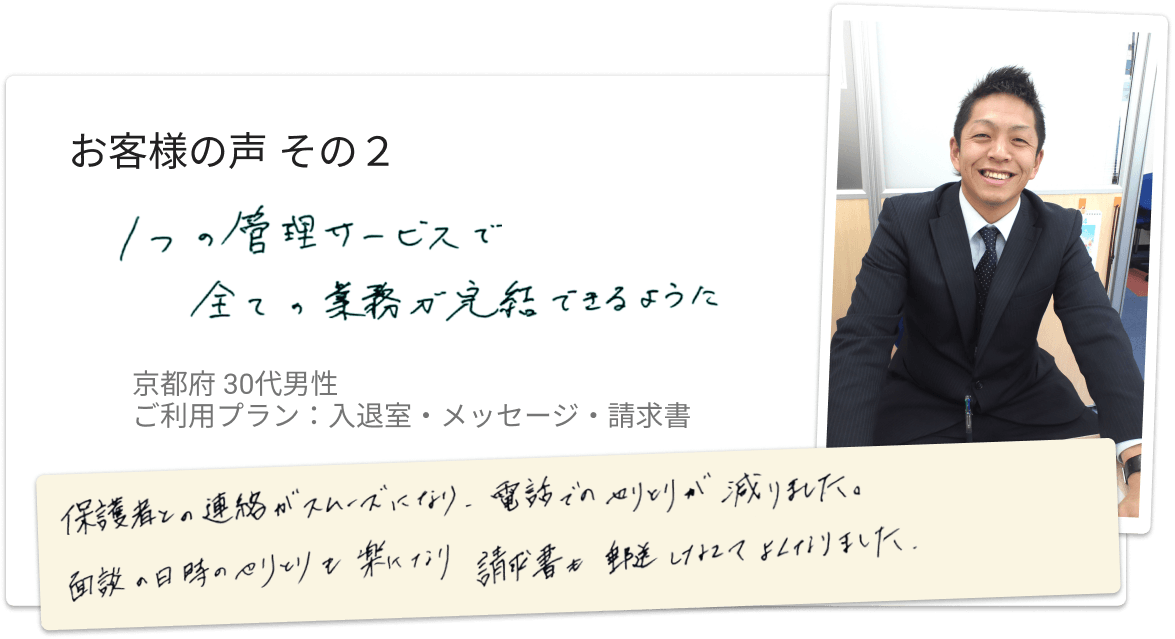 お客様の声 その２
1つの管理サービスで
全ての業務が完結できるように
京都府 30代男性
ご利用プラン：入退室・メッセージ・請求書
保護者との連絡がスムーズになり、電話でのやりとりが減りました。
面談の日時のやりとりも楽になり 請求書も郵送しなくてよくなりました。